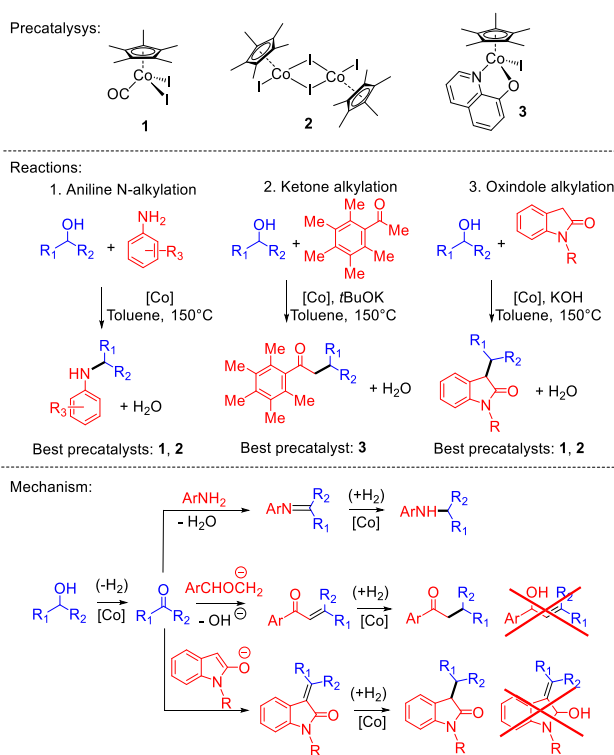 Precatalysys:
Co
OC
I
I
1
I
I
Co
Co
I
I
2
Co
I
N
O
3
Reactions:
1. Aniline N-alkylation
2. Ketone alkylation
3. Oxindole alkylation
OH
R1 R2
+
NH2
R3
OH
R1 R2
+
Me
O
Me
Me
Me
Me
Me
OH
R1 R2
+
O
N
R
[Co]
Toluene, 150°C
[Co], tBuOK
Toluene, 150°C
[Co], KOH
Toluene, 150°C
R1
HN R2
R3
+ H2O
Me O R1
Me
R2
Me
Me
Me
+ H2O
R1
R2
O
N
R
+ H2O
Best precatalysts: 1, 2
Best precatalyst: 3
Best precatalysts: 1, 2
Mechanism:
ArNH2
- H2O
R2
ArN
R1
(+H2)
[Co]
R2
ArNH
R1
OH
R1 R2
(-H2)
[Co]
O
R1 R2
⊖
ArCHOCH2
- OH ⊖
O R2
Ar R1
(+H2)
[Co]
O R2
Ar R1
OH R2
Ar R1
⊖
O
N
R
R1
R2
O
N
R
(+H2)
[Co]
R1
R2
O
N
R
R1
R2
OH
N
R